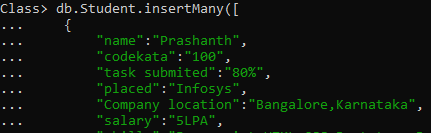 Class> db.Student.insertMany([
... {
... "name":"Prashanth",
... "codekata":"100",
... "task submited":"80%",
... "placed":"Infosys",
... "Company location":"Bangalore,Karnataka",
... "salary":"5LPA",